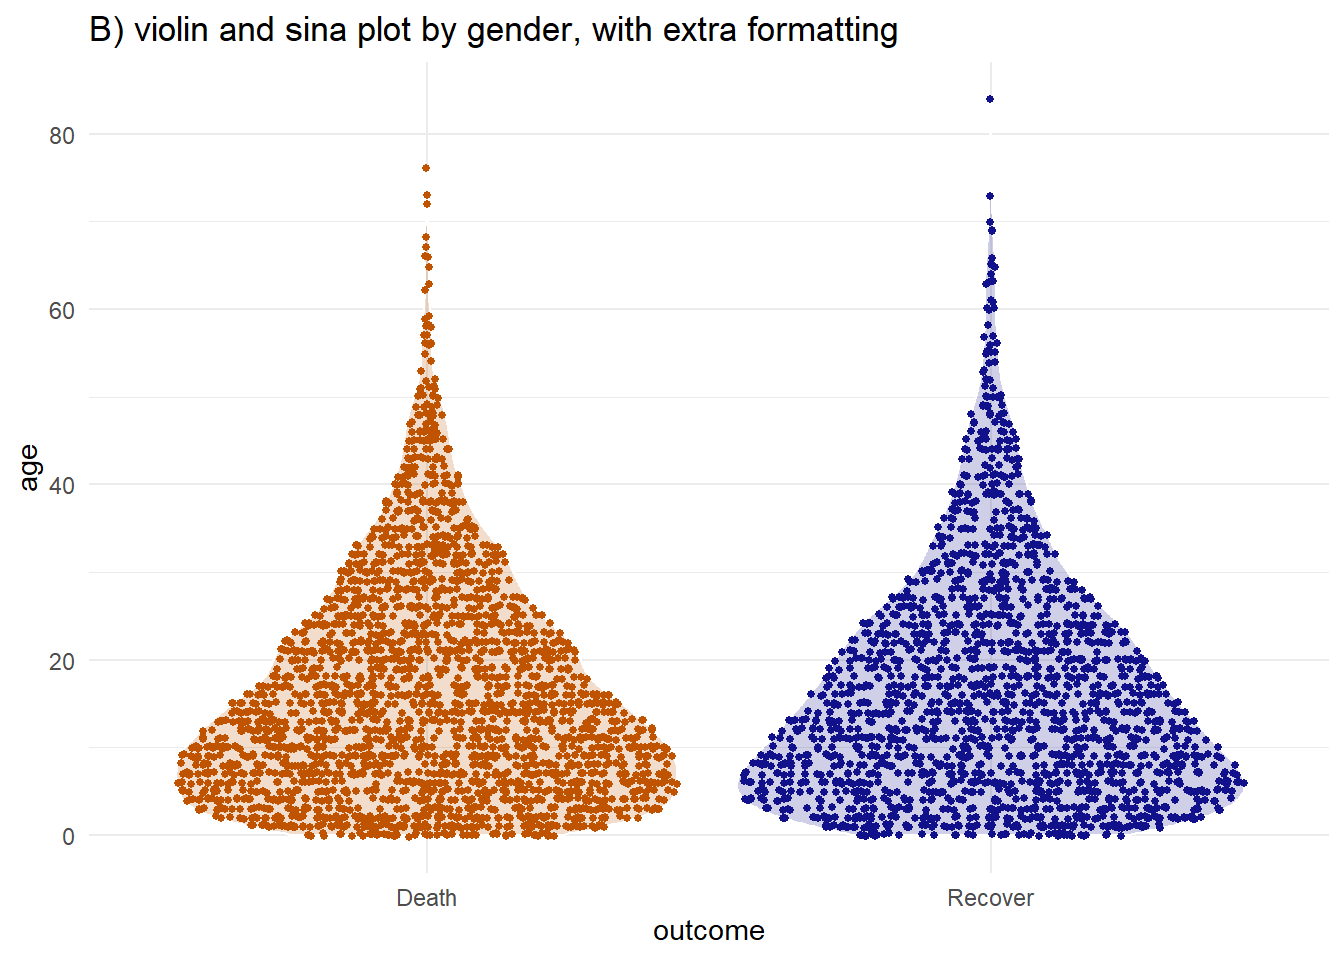 B) violin and sina plot by gender, with extra formatting
80
60
40
20
0
age
Death
Recover
outcome